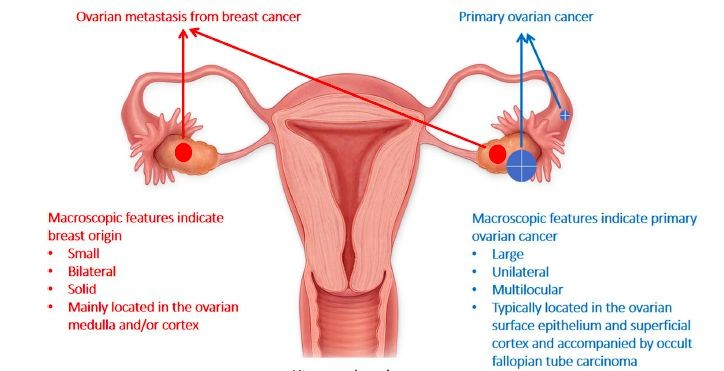 Ovarian metastasis from breast cancer
Primary ovarian cancer
Macroscopic features indicate
breast origin
• Small
• Bilateral
• Solid
• Mainly located in the ovarian
medulla and/or cortex
Macroscopic features indicate primary
ovarian cancer
• Large
• Unilateral
• Multilocular
• Typically located in the ovarian
surface epithelium and superficial
cortex and accompanied by occult
fallopian tube carcinoma